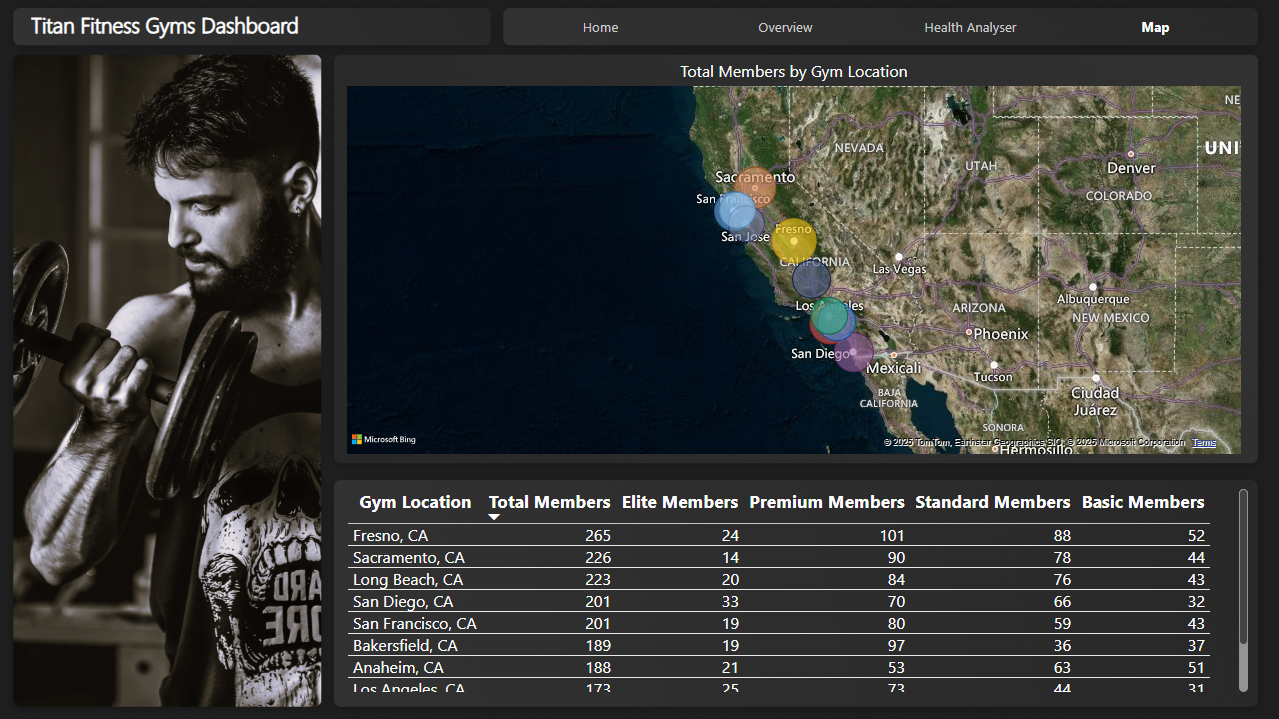 Titan Fitness Gyms Dashboard
Home Overview Health Analyser Map
Total Members by Gym Location
NE
NEVADA
UNI
UTAH
Denver
Sacramento
COLORADO
San Francisco
Fresno
San Jose
CALIFORNIA
Las Vegas
Albuquerque
Los Angeles
ARIZONA
NEW MEXICO
Phoenix
San Diego
Mexicali
Tucson
BAJA
CALIFORNIA
Ciudad
Juárez
SONORA
Microsoft Bing
© 2025 TomTom, Earthstar Geographics SIO, © 2025 Microsoft Corporation Terms
Hermosillo
Gym Location Total Members Elite Members Premium Members Standard Members Basic Members
Fresno, CA 265 24 101 88 52
Sacramento, CA 226 14 90 78 44
Long Beach, CA 223 20 84 76 43
San Diego, CA 201 33 70 66 32
San Francisco, CA 201 19 80 59 43
Bakersfield, CA 189 19 97 36 37
Anaheim, CA 188 21 53 63 51
Los Angeles, CA 173 25 73 44 31